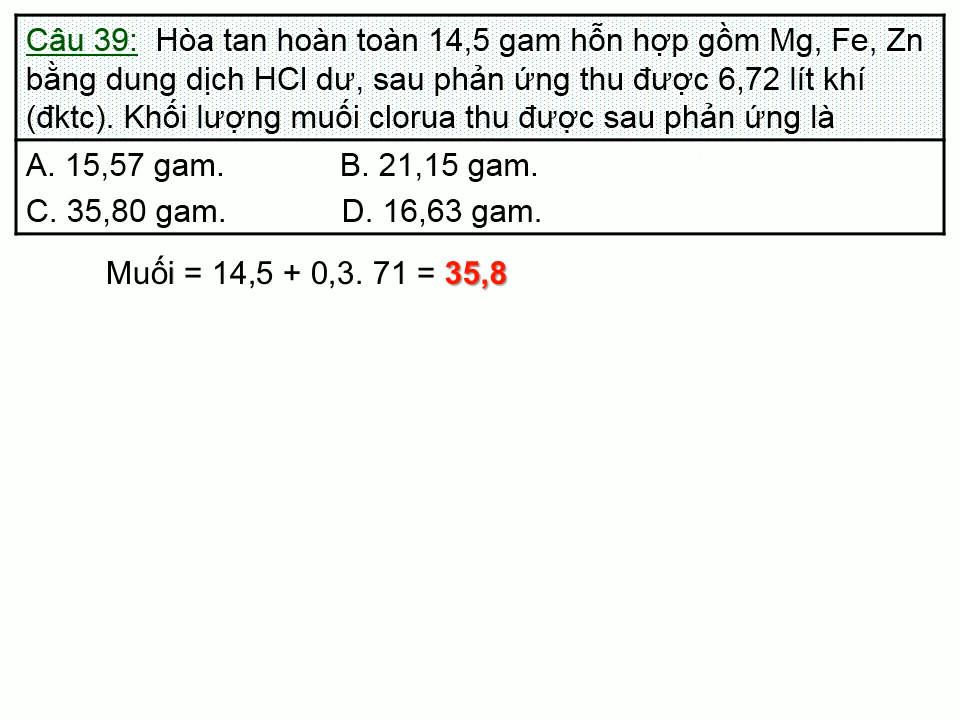 Câu 39: Hòa tan hoàn toàn 14,5 gam hỗn hợp gồm Mg, Fe, Zn
bằng dung dịch HCl dư, sau phản ứng thu được 6,72 lít khí
(đktc). Khối lượng muối clorua thu được sau phản ứng là
A. 15,57 gam. B. 21,15 gam.
C. 35,80 gam. D. 16,63 gam.
Muối = 14,5 + 0,3. 71 = 35,8